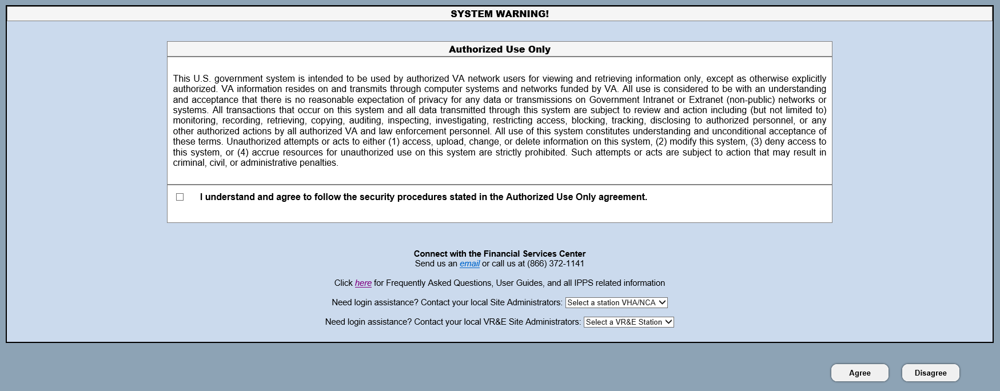 SYSTEM WARNING!
Authorized Use Only
This U.S. government system is intended to be used by authorized VA network users for viewing and retrieving information only, except as otherwise explicitly
authorized. VA information resides on and transmits through computer systems and networks funded by VA. All use is considered to be with an understanding
and acceptance that there is no reasonable expectation of privacy for any data or transmissions on Government Intranet or Extranet (non-public) networks or
systems. All transactions that occur on this system and all data transmitted through this system are subject to review and action including (but not limited to)
monitoring, recording, retrieving, copying, auditing, inspecting, investigating, restricting access, blocking, tracking, disclosing to authorized personnel, or any
other authorized actions by all authorized VA and law enforcement personnel. All use of this system constitutes understanding and unconditional acceptance of
these terms. Unauthorized attempts or acts to either (1) access, upload, change, or delete information on this system, (2) modify this system, (3) deny access to
this system, or (4) accrue resources for unauthorized use on this system are strictly prohibited. Such attempts or acts are subject to action that may result in
criminal, civil, or administrative penalties.
I understand and agree to follow the security procedures stated in the Authorized Use Only agreement.
Connect with the Financial Services Center
Send us an email or call us at (866) 372-1141
Click here for Frequently Asked Questions, User Guides, and all IPPS related information
Need login assistance? Contact your local Site Administrators: Select a station VHA/NCA
Need login assistance? Contact your local VR&E Site Administrators: Select a VR&E Station
Agree Disagree